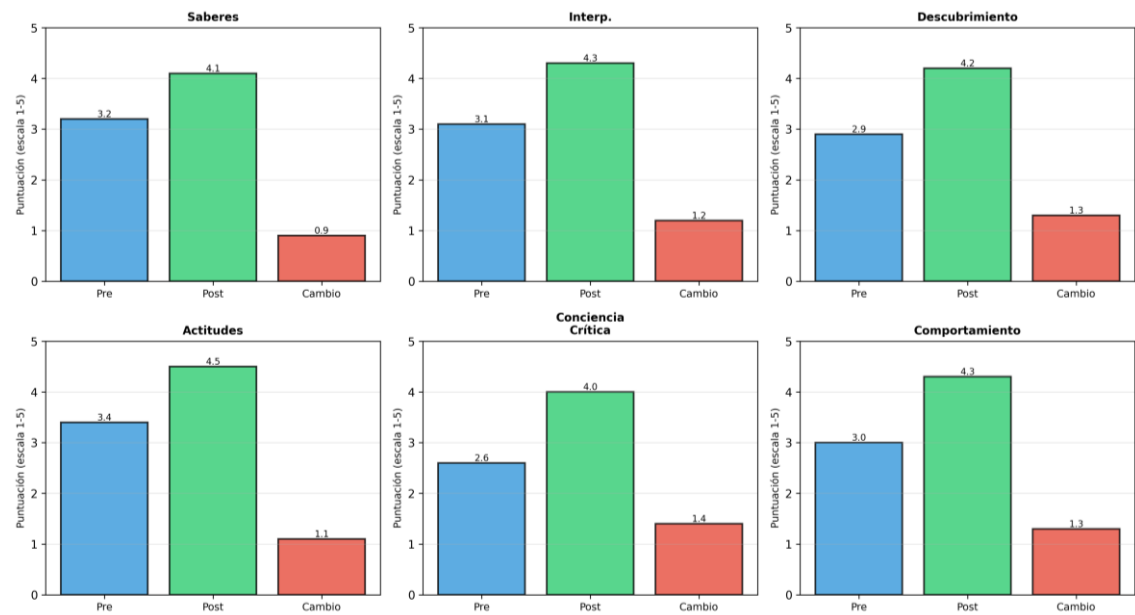 Saberes
Puntuación (escala 1-5)
5
4
3
2
1
0
3.2
4.1
0.9
Pre
Post
Cambio
Interp.
Puntuación (escala 1-5)
5
4
3
2
1
0
3.1
4.3
1.2
Pre
Post
Cambio
Descubrimiento
Puntuación (escala 1-5)
5
4
3
2
1
0
2.9
4.2
1.3
Pre
Post
Cambio
Actitudes
Puntuación (escala 1-5)
5
4
3
2
1
0
3.4
4.5
1.1
Pre
Post
Cambio
Conciencia
Crítica
Puntuación (escala 1-5)
5
4
3
2
1
0
2.6
4.0
1.4
Pre
Post
Cambio
Comportamiento
Puntuación (escala 1-5)
5
4
3
2
1
0
3.0
4.3
1.3
Pre
Post
Cambio